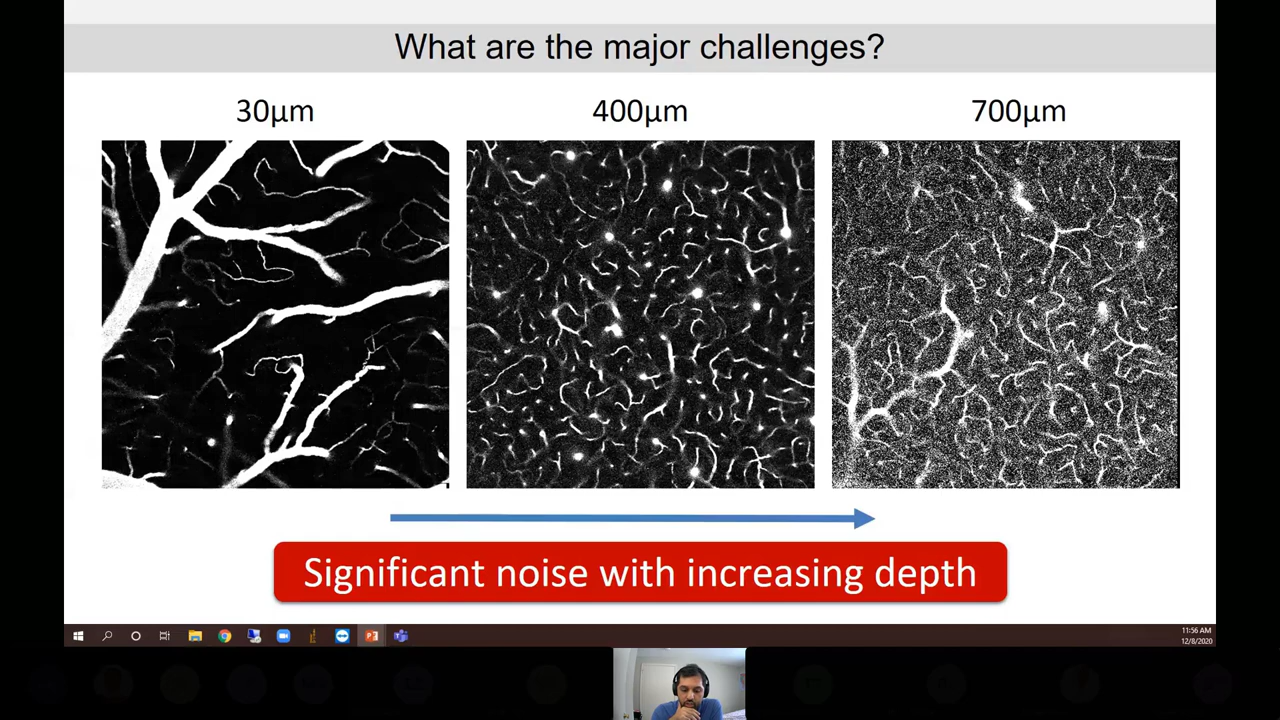 What are the major challenges?
30µm
400µm
700µm
Significant noise with increasing depth
11:56 AM
12/8/2020